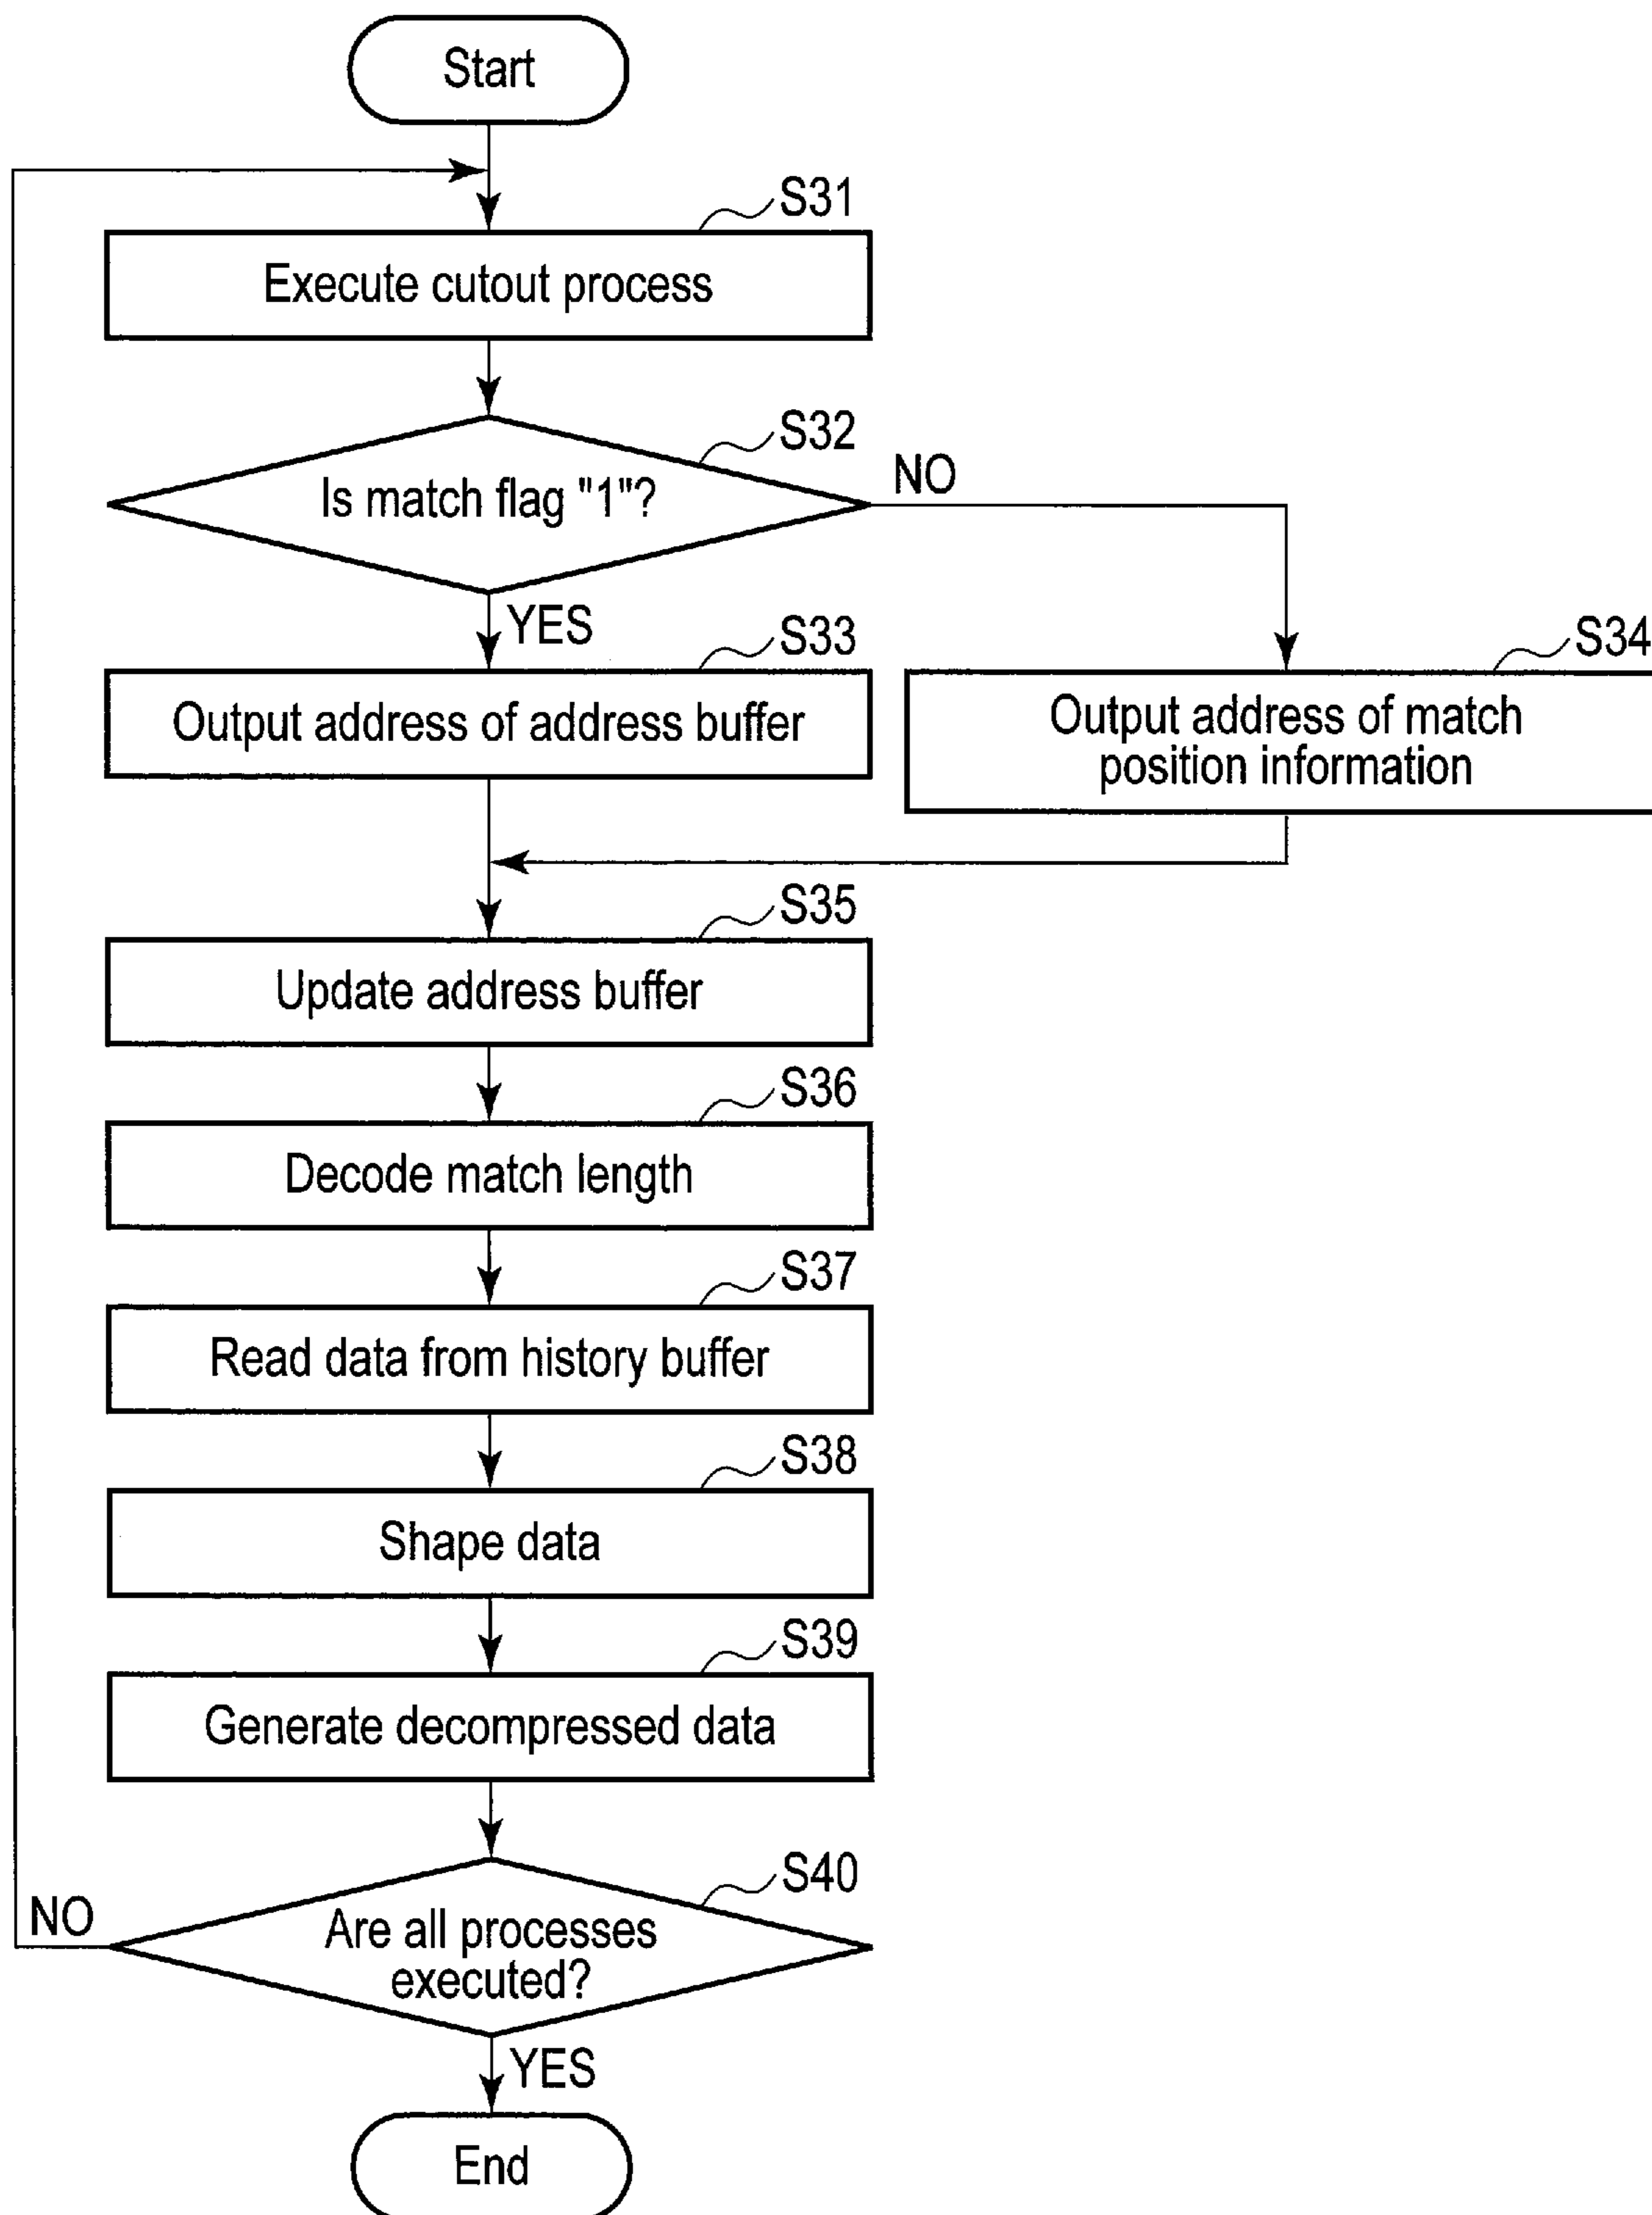 Start
S31
Execute cutout process
S32
Is match flag "1"?
NO
YES
S33
Output address of address buffer
S34
Output address of match
position information
S35
Update address buffer
S36
Decode match length
S37
Read data from history buffer
S38
Shape data
S39
Generate decompressed data
S40
Are all processes
executed?
NO
YES
End